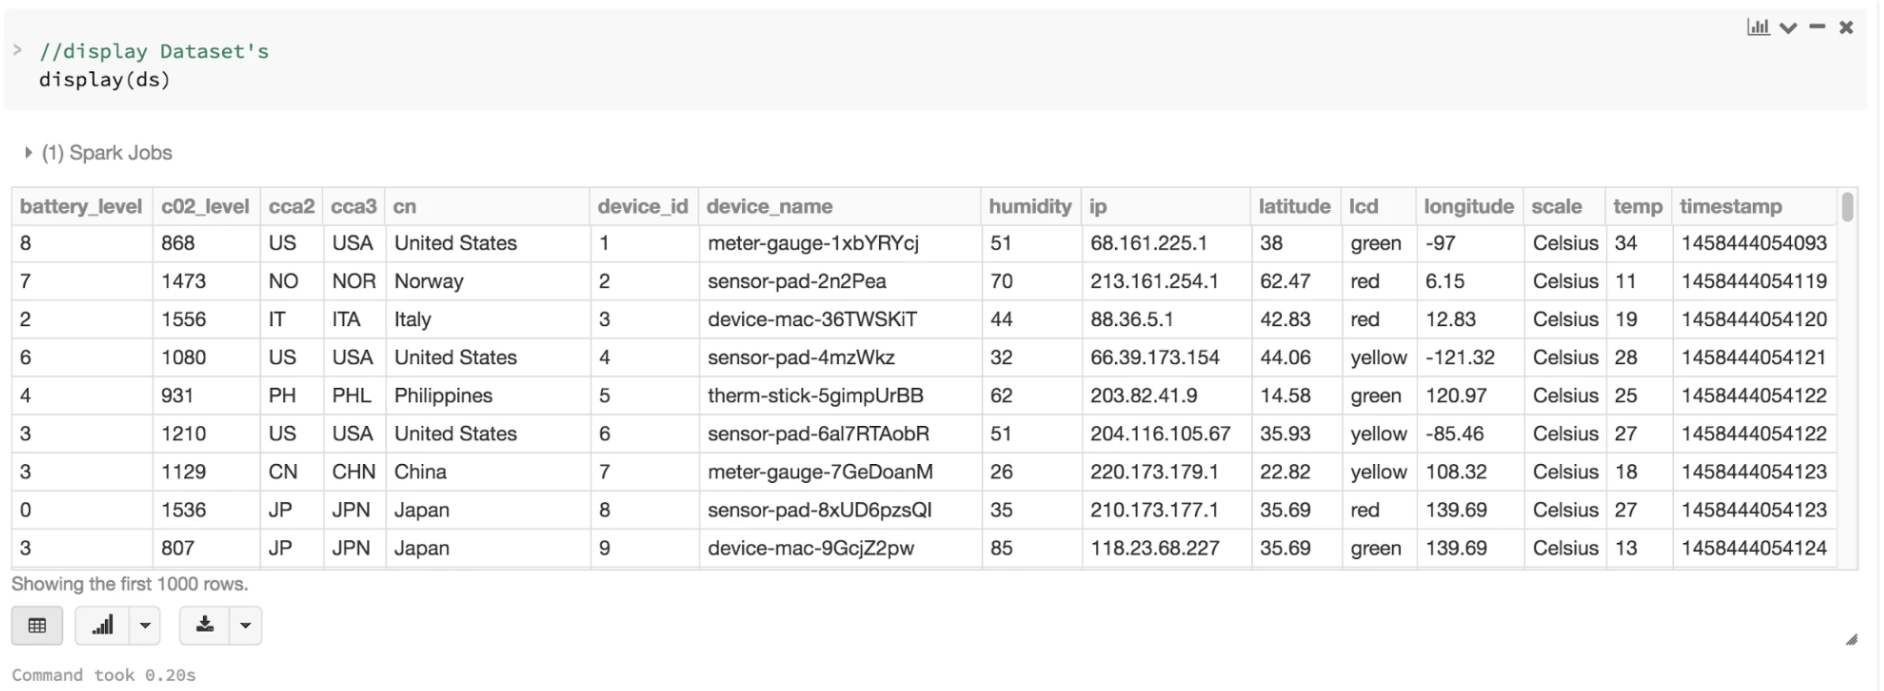 > //display Dataset's
display(ds)
(1) Spark Jobs
battery_level c02_level cca2 cca3 cn device_id device_name humidity ip latitude lcd longitude scale temp timestamp
8 868 US USA United States 1 meter-gauge-1xbYRYcj 51 68.161.225.1 38 green -97 Celsius 34 1458444054093
7 1473 NO NOR Norway 2 sensor-pad-2n2Pea 70 213.161.254.1 62.47 red 6.15 Celsius 11 1458444054119
2 1556 IT ITA Italy 3 device-mac-36TWSKiT 44 88.36.5.1 42.83 red 12.83 Celsius 19 1458444054120
6 1080 US USA United States 4 sensor-pad-4mzWkz 32 66.39.173.154 44.06 yellow -121.32 Celsius 28 1458444054121
4 931 PH PHL Philippines 5 therm-stick-5gimpUrBB 62 203.82.41.9 14.58 green 120.97 Celsius 25 1458444054122
3 1210 US USA United States 6 sensor-pad-6al7RTAobR 51 204.116.105.67 35.93 yellow -85.46 Celsius 27 1458444054122
3 1129 CN CHN China 7 meter-gauge-7GeDoanM 26 220.173.179.1 22.82 yellow 108.32 Celsius 18 1458444054123
0 1536 JP JPN Japan 8 sensor-pad-8xUD6pzsQI 35 210.173.177.1 35.69 red 139.69 Celsius 27 1458444054123
3 807 JP JPN Japan 9 device-mac-9GcjZ2pw 85 118.23.68.227 35.69 green 139.69 Celsius 13 1458444054124
Showing the first 1000 rows.
Command took 0.20s